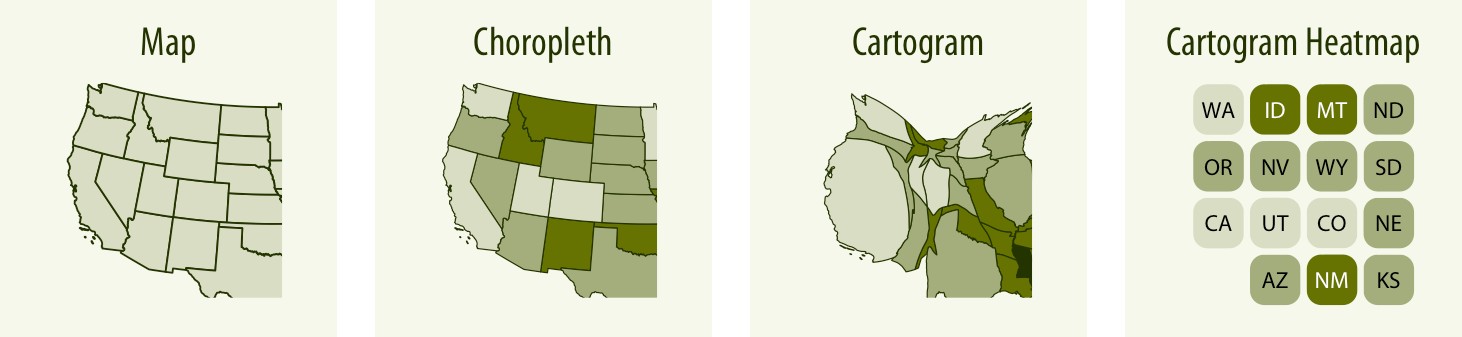 Map
Choropleth
Cartogram
Cartogram Heatmap
WA ID MT ND
OR NV WY SD
CA UT CO NE
AZ NM KS